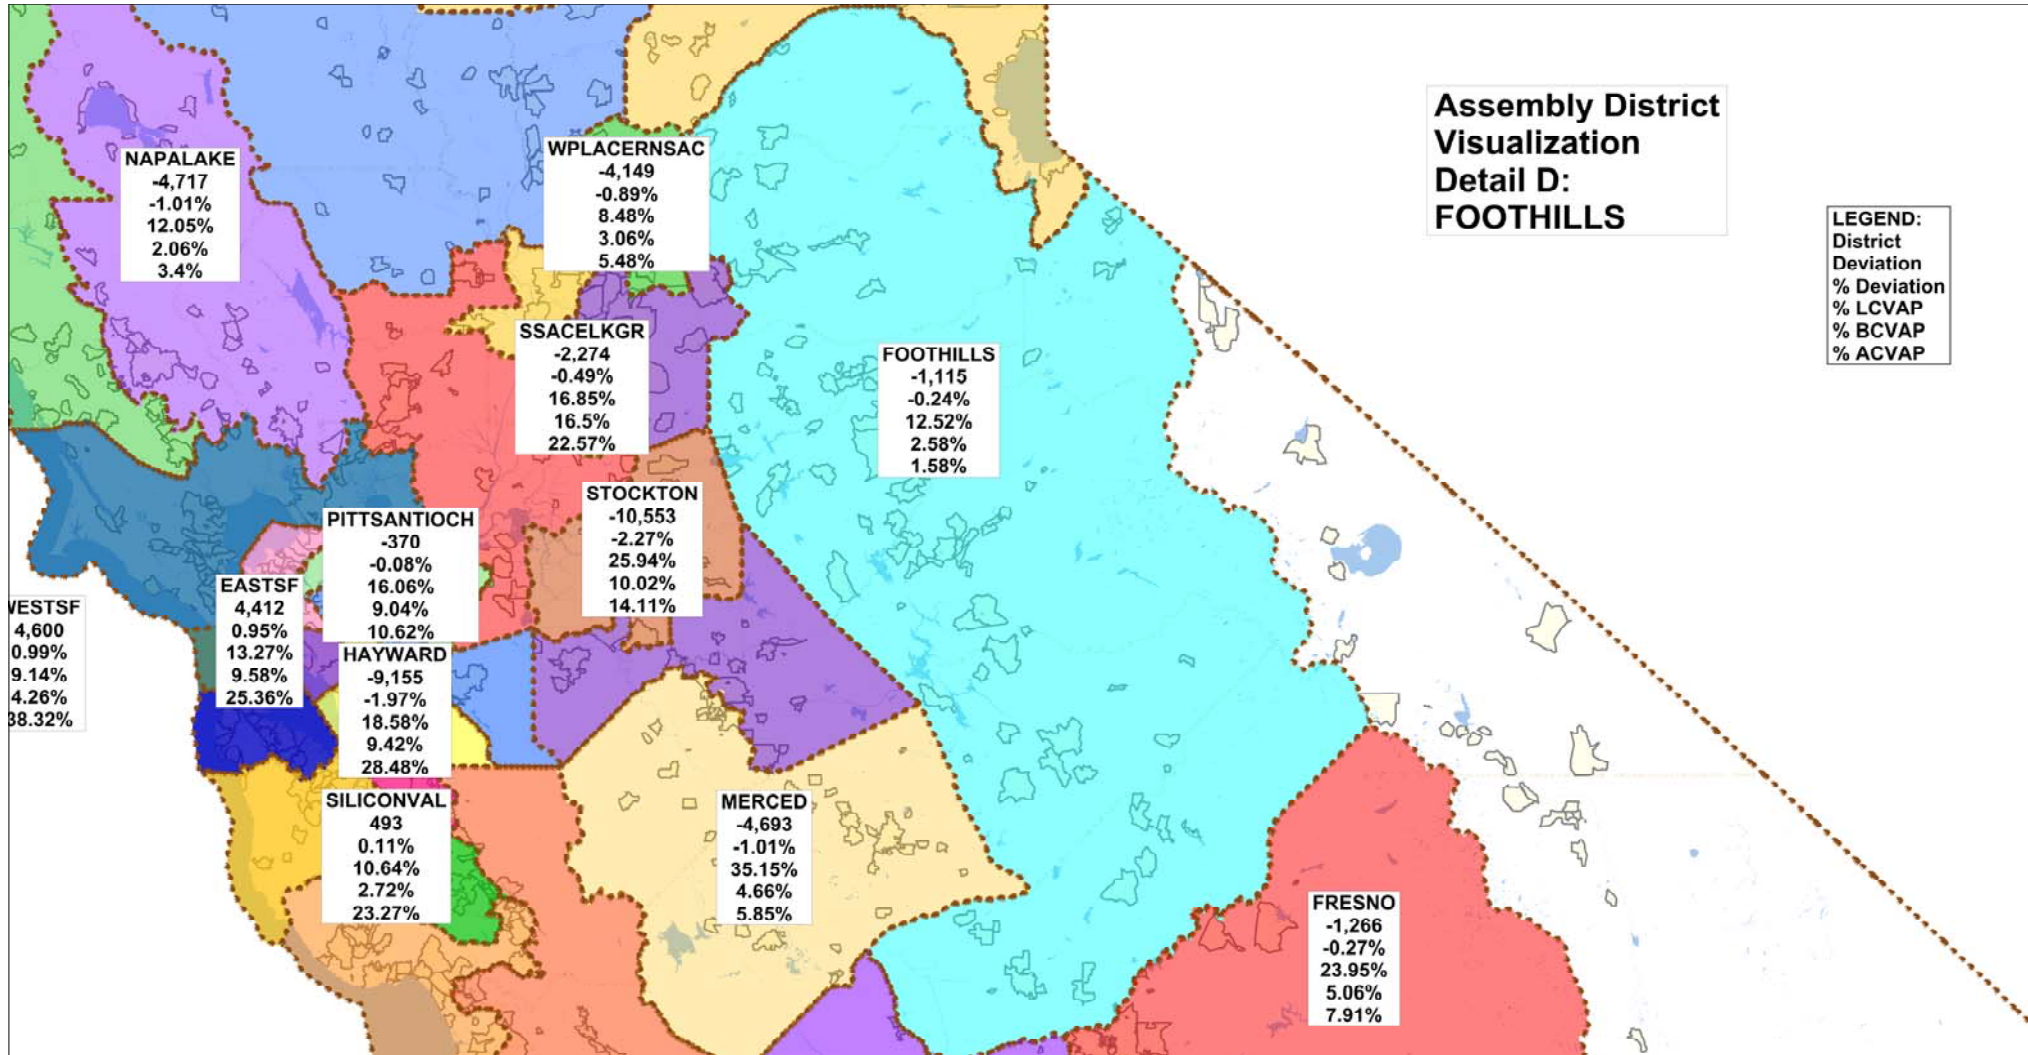 Assembly District
Visualization
Detail D:
FOOTHILLS
LEGEND:
District
Deviation
% Deviation
% LCVAP
% BCVAP
% ACVAP
NAPALAKE
-4,717
-1.01%
12.05%
2.06%
3.4%
WPLACERNSAC
-4,149
-0.89%
8.48%
3.06%
5.48%
SSACELKGR
-2,274
-0.49%
16.85%
16.5%
22.57%
FOOTHILLS
-1,115
-0.24%
12.52%
2.58%
1.58%
STOCKTON
-10,553
-2.27%
25.94%
10.02%
14.11%
PITTSANTIOCH
-370
-0.08%
16.06%
9.04%
10.62%
EASTSF
4,412
0.95%
13.27%
9.58%
25.36%
WESTSF
4,600
0.99%
9.14%
4.26%
38.32%
HAYWARD
-9,155
-1.97%
18.58%
9.42%
28.48%
SILICONVAL
493
0.11%
10.64%
2.72%
23.27%
MERCED
-4,693
-1.01%
35.15%
4.66%
5.85%
FRESNO
-1,266
-0.27%
23.95%
5.06%
7.91%